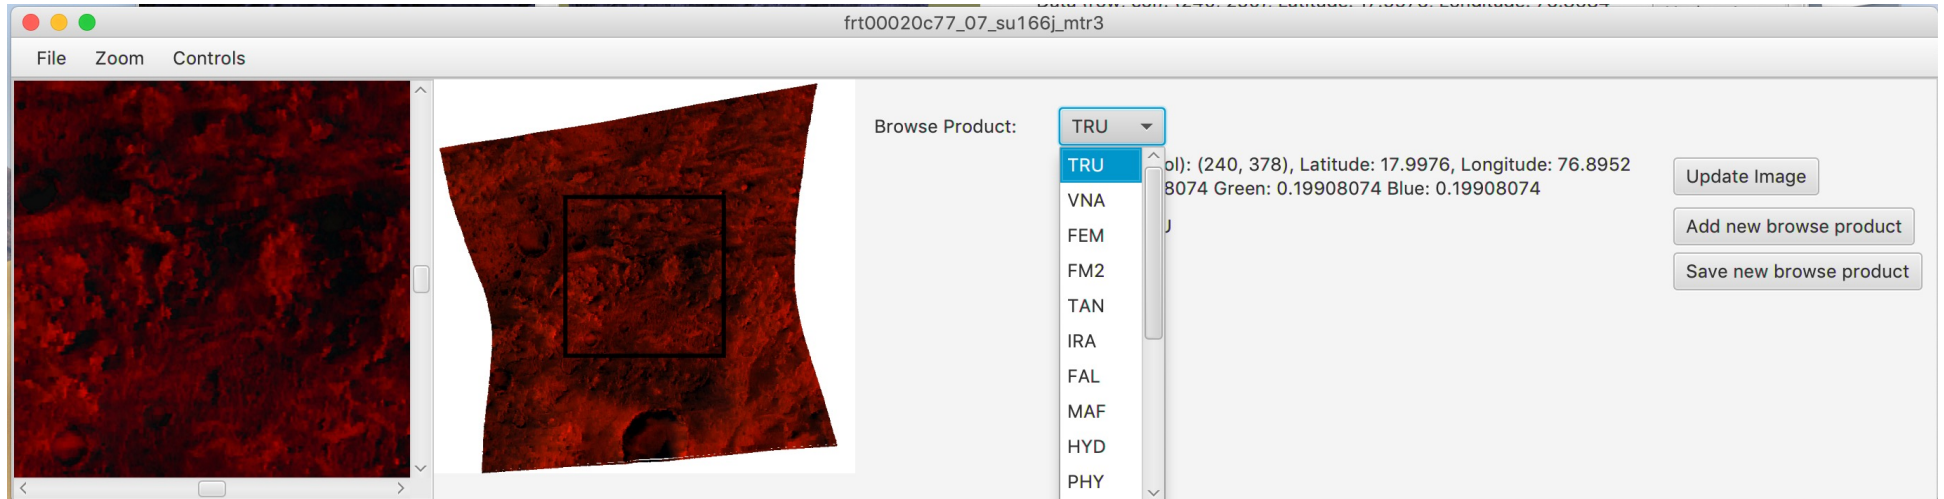 frt00020c77_07_su166j_mtr3
File Zoom Controls
Browse Product: TRU
TRU
VNA
FEM
FM2
TAN
IRA
FAL
MAF
HYD
PHY
ol): (240, 378), Latitude: 17.9976, Longitude: 76.8952
8074 Green: 0.19908074 Blue: 0.19908074
Update Image
Add new browse product
Save new browse product